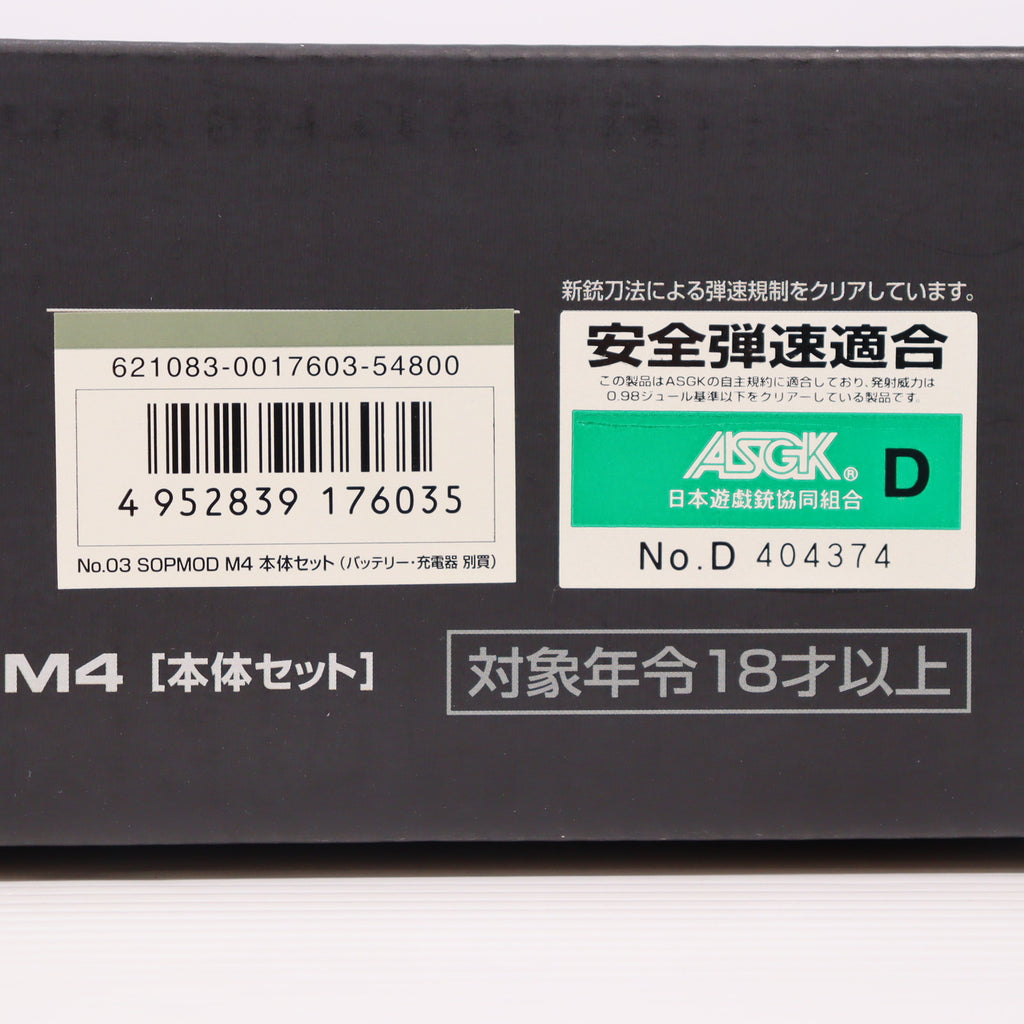 新銃刀法による弾速規制をクリアしています。
621083-0017603-54800
4 952839 176035
No.03 SOPMOD M4 本体セット (バッテリー・充電器 別買)
安全弾速適合
この製品はASGKの自主規約に適合しており、発射威力は
0.98ジュール基準以下をクリアーしている製品です。
ASGK® D
日本遊戯銃協同組合
No.D 404374
M4 [本体セット]
対象年令18才以上